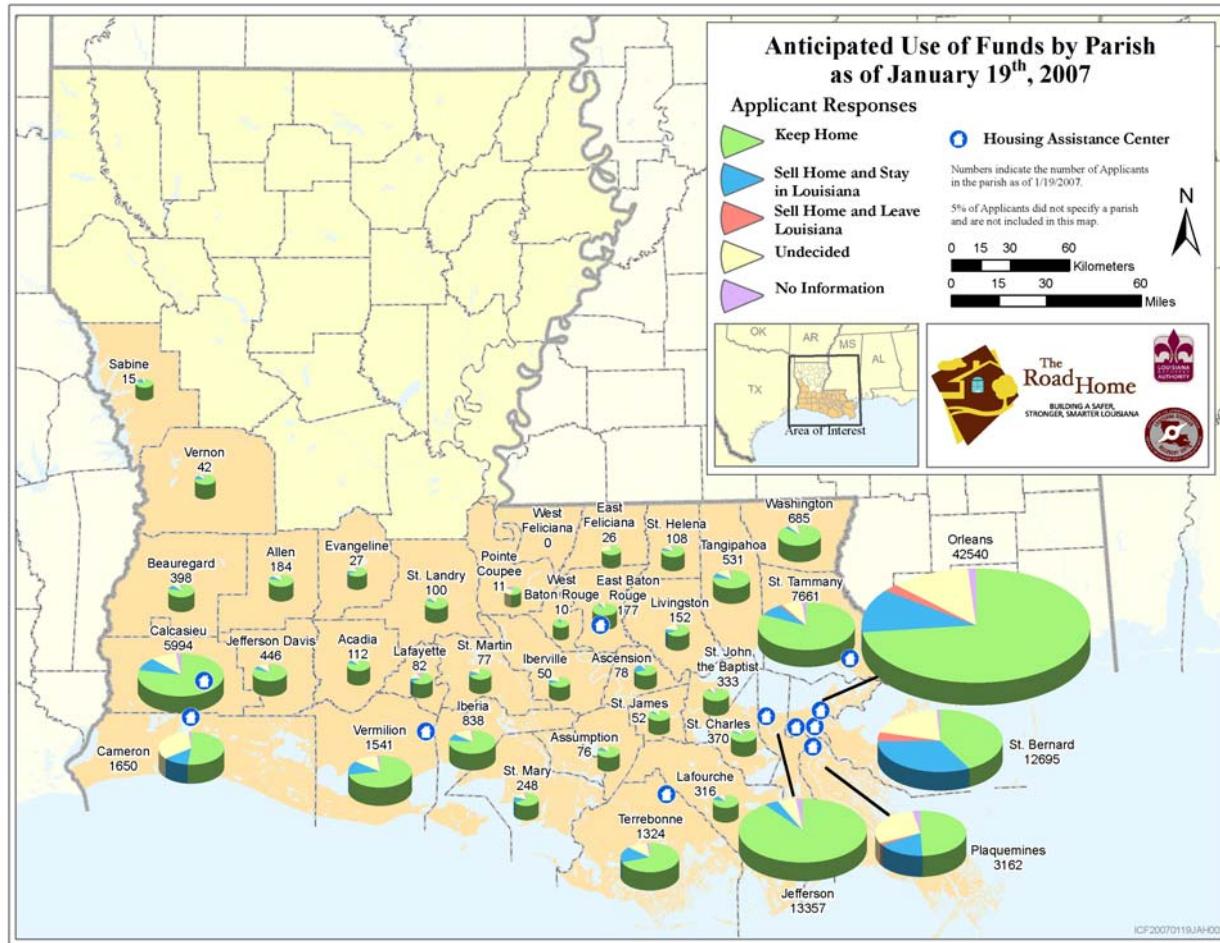 Anticipated Use of Funds by Parish
as of January 19th, 2007
Applicant Responses
Keep Home
Sell Home and Stay
in Louisiana
Sell Home and Leave
Louisiana
Undecided
No Information
Housing Assistance Center
Numbers indicate the number of Applicants
in the parish as of 1/19/2007.
5% of Applicants did not specify a parish
and are not included in this map.
N
0 15 30 60
Kilometers
0 15 30 60
Miles
OK
AR
MS
AL
TX
Area of Interest
The
Road Home
BUILDING A SAFER,
STRONGER, SMARTER LOUISIANA
LOUISIANA
RECOVERY
AUTHORITY
Sabine
15
Vernon
42
Beauregard
398
Allen
184
Evangeline
27
St. Landry
100
Pointe
Coupee
11
West
Feliciana
0
East
Feliciana
26
St. Helena
108
Washington
685
Tangipahoa
531
West
Baton Rouge
10
East Baton
Rouge
177
Livingston
152
St. Tammany
7661
Orleans
42540
Calcasieu
5994
Jefferson Davis
446
Acadia
112
Lafayette
82
St. Martin
77
Iberville
50
Ascension
78
St. John
the Baptist
333
Cameron
1650
Vermilion
1541
Iberia
838
St. Mary
248
Assumption
76
St. James
52
St. Charles
370
St. Bernard
12695
Terrebonne
1324
Lafourche
316
Jefferson
13357
Plaquemines
3162
ICF20070119JAH00